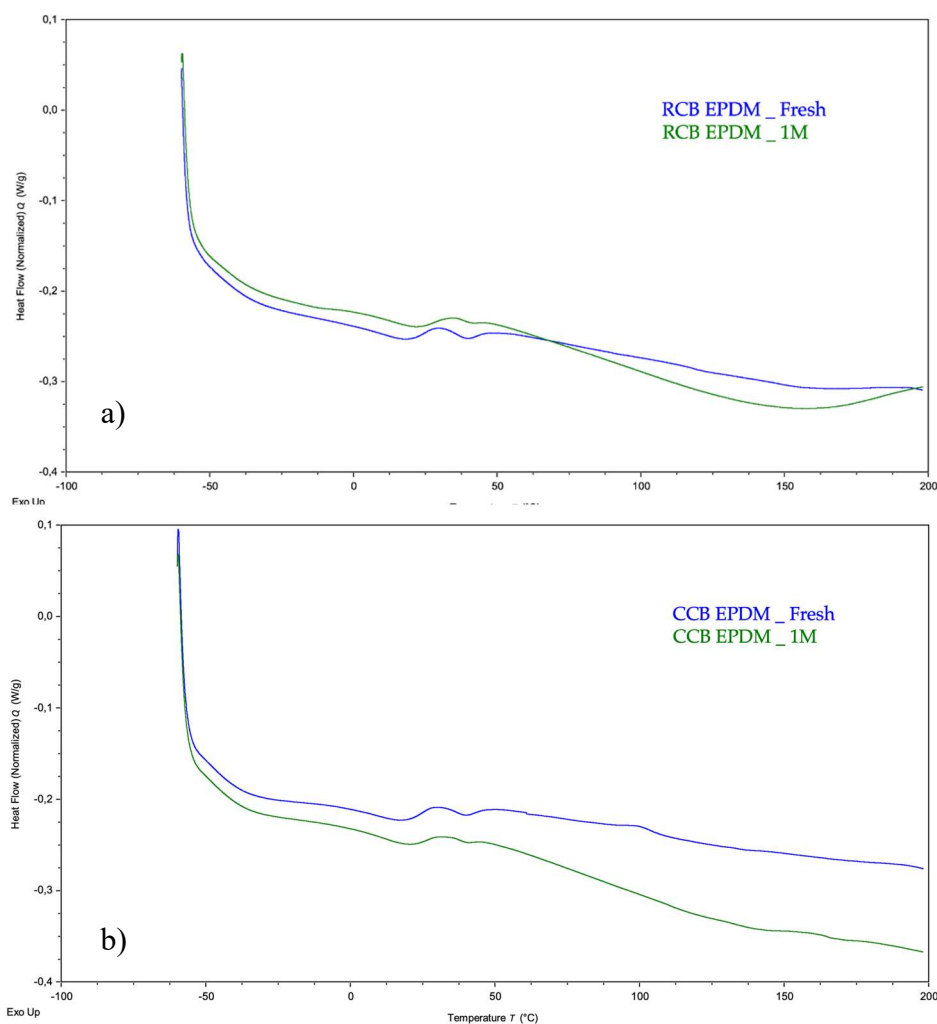 0,1
0,0
-0,1
-0,2
-0,3
-0,4
Heat Flow (Normalized) Q (W/g)
RCB EPDM _ Fresh
RCB EPDM _ 1M
a)
-100
-50
0
50
100
150
200
Exo Up
0,1
0,0
-0,1
-0,2
-0,3
-0,4
Heat Flow (Normalized) Q (W/g)
CCB EPDM _ Fresh
CCB EPDM _ 1M
b)
-100
-50
0
50
100
150
200
Exo Up
Temperature T (°C)